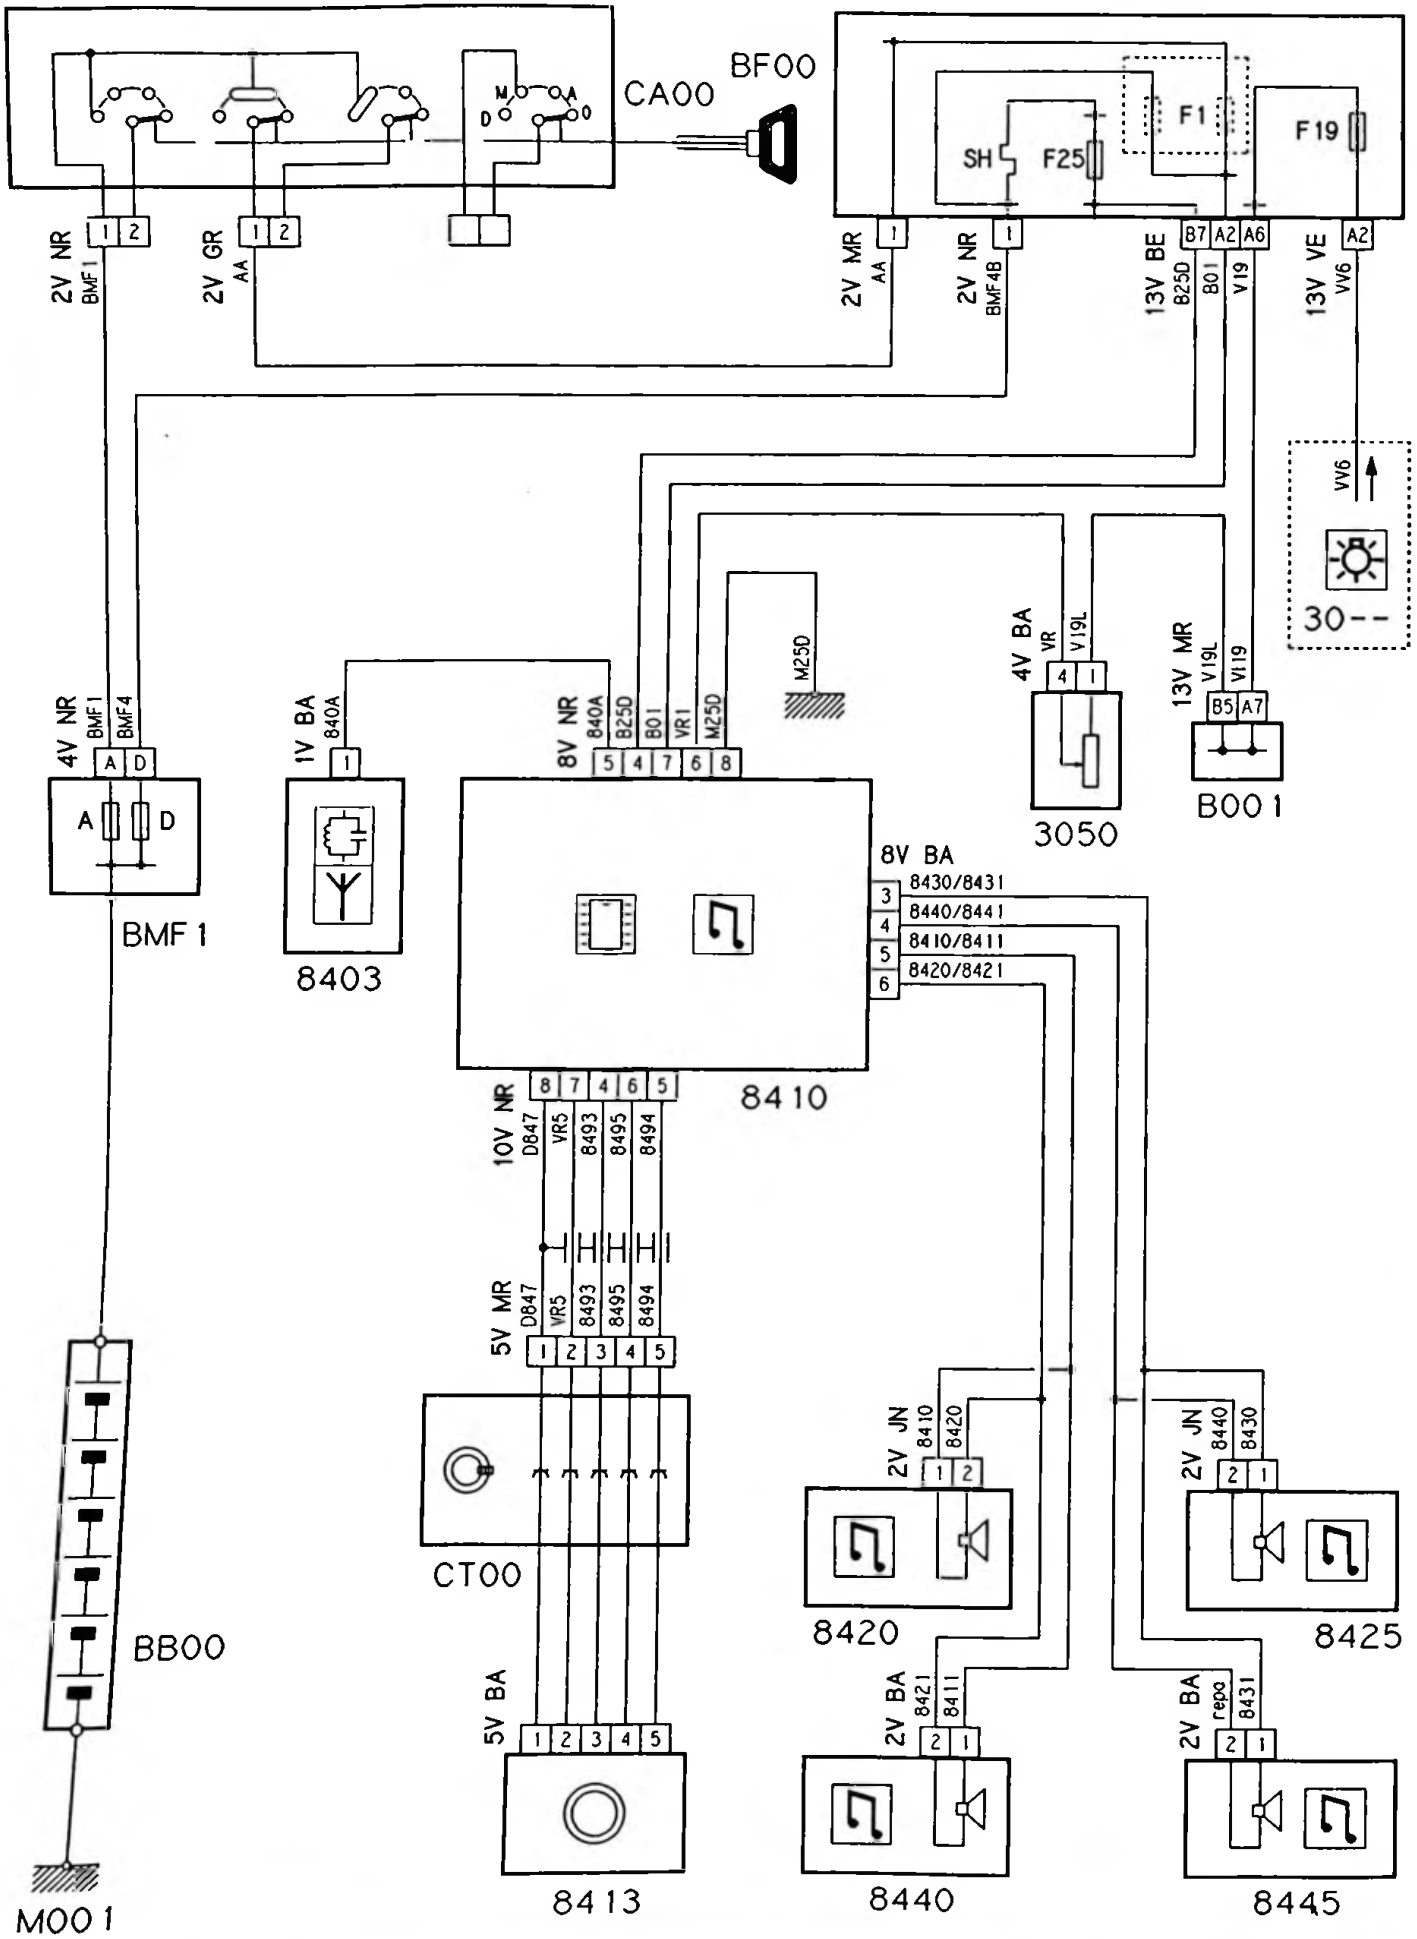 BF00
CA00
M
A
D
D
F1
F19
SH
F25
2V NR
1
2
BMF1
2V GR
1
2
AA
2V MR
1
AA
2V NR
1
BMF4B
13V BE
B7
A2
A6
B25D
B01
V19
13V VE
A2
VV6
VV6
30--
4V NR
BMF1
BMF4
A
D
A
D
BMF1
1V BA
840A
1
8403
8V NR
840A
B25D
B01
VR1
M25D
5
4
7
6
8
M25D
4V BA
VR
V19L
4
1
3050
13V MR
V19L
V119
B5
A7
B001
8V BA
3
8430/8431
4
8440/8441
5
8410/8411
6
8420/8421
8410
10V NR
8
7
4
6
5
D847
VR5
8493
8495
8494
5V MR
D847
VR5
8493
8495
8494
1
2
3
4
5
CT00
5V BA
1
2
3
4
5
8413
BB00
M001
2V JN
8410
8420
1
2
8420
2V JN
8440
8430
2
1
8425
2V BA
8421
8411
2
1
8440
2V BA
repa
8431
2
1
8445